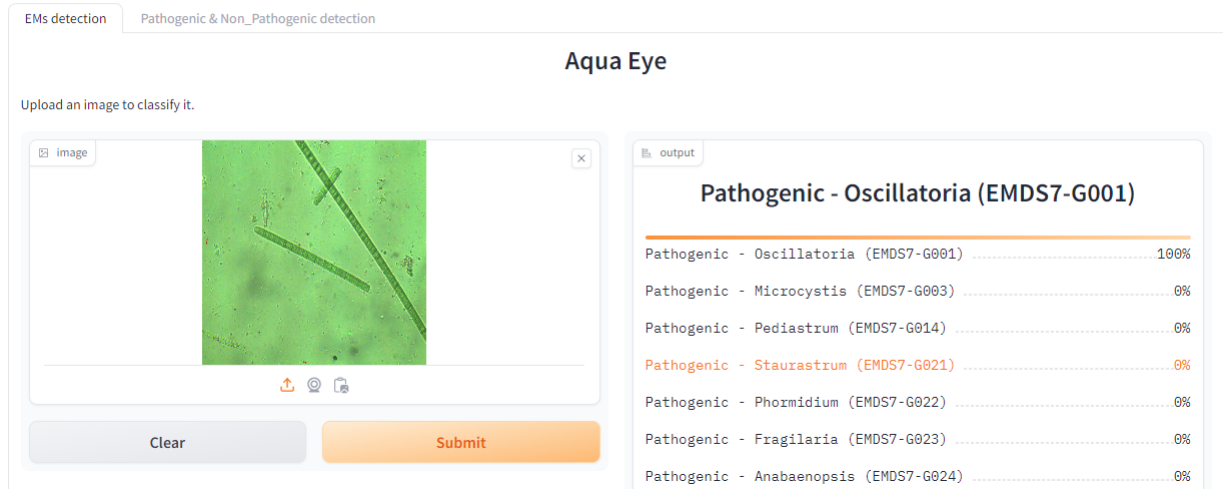 EMs detection Pathogenic & Non_Pathogenic detection
Aqua Eye
Upload an image to classify it.
image
Clear Submit
output
Pathogenic - Oscillatoria (EMDS7-G001)
Pathogenic - Oscillatoria (EMDS7-G001) 100%
Pathogenic - Microcystis (EMDS7-G003) 0%
Pathogenic - Pediastrum (EMDS7-G014) 0%
Pathogenic - Staurastrum (EMDS7-G021) 0%
Pathogenic - Phormidium (EMDS7-G022) 0%
Pathogenic - Fragilaria (EMDS7-G023) 0%
Pathogenic - Anabaenopsis (EMDS7-G024) 0%